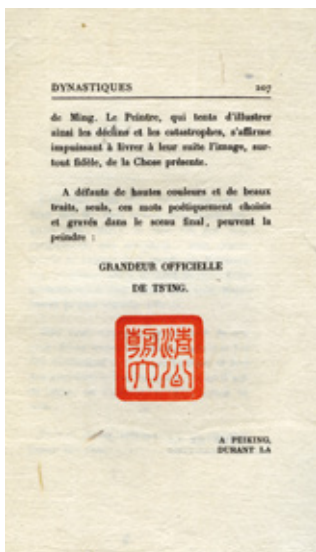 DYNASTIQUES 207
de Ming. Le Peintre, qui tenta d'illustrer
ainsi les déclins et les catastrophes, s'affirme
impuissant à livrer à leur suite l'image, sur-
tout fidèle, de la Chose présente.
A défauts de hautes couleurs et de beaux
traits, seuls, ces mots poétiquement choisis
et gravés dans le sceau final, peuvent la
peindre :
GRANDEUR OFFICIELLE
DE TS'ING.
A PEIKING,
DURANT LA